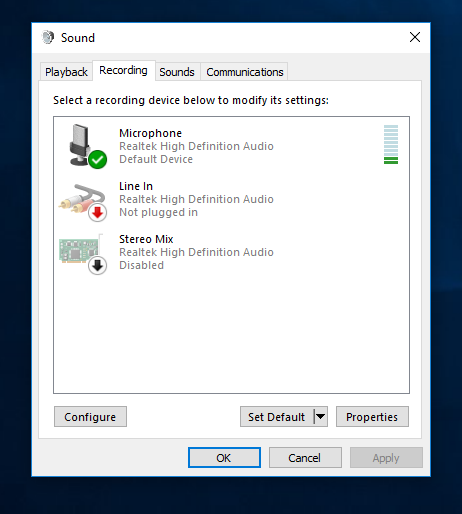 Sound
Playback Recording Sounds Communications
Select a recording device below to modify its settings:
Microphone
Realtek High Definition Audio
Default Device
Line In
Realtek High Definition Audio
Not plugged in
Stereo Mix
Realtek High Definition Audio
Disabled
Configure Set Default Properties
OK Cancel Apply